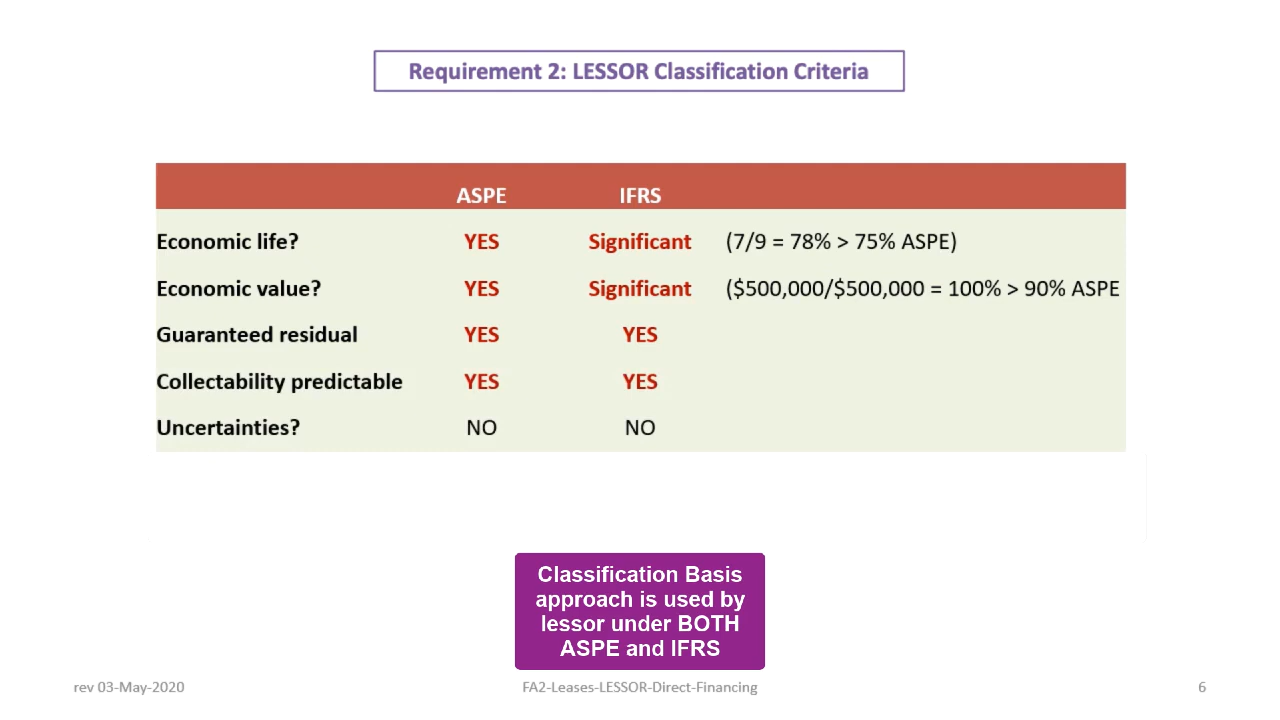 Requirement 2: LESSOR Classification Criteria
ASPE IFRS
Economic life? YES Significant (7/9 = 78% > 75% ASPE)
Economic value? YES Significant ($500,000/$500,000 = 100% > 90% ASPE
Guaranteed residual YES YES
Collectability predictable YES YES
Uncertainties? NO NO
Classification Basis
approach is used by
lessor under BOTH
ASPE and IFRS
rev 03-May-2020 FA2-Leases-LESSOR-Direct-Financing 6